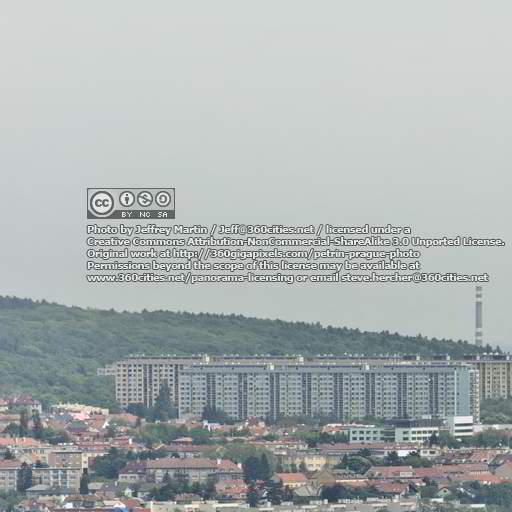 cc BY NC SA
Photo by Jeffrey Martin / Jeff@360cities.net / licensed under a
Creative Commons Attribution-NonCommercial-ShareAlike 3.0 Unported License.
Original work at http://360gigapixels.com/petrin-prague-photo
Permissions beyond the scope of this license may be available at
www.360cities.net/panorama-licensing or email steve.hercher@360cities.net